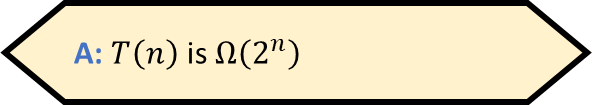 A: T(n) is Ω(2ⁿ)